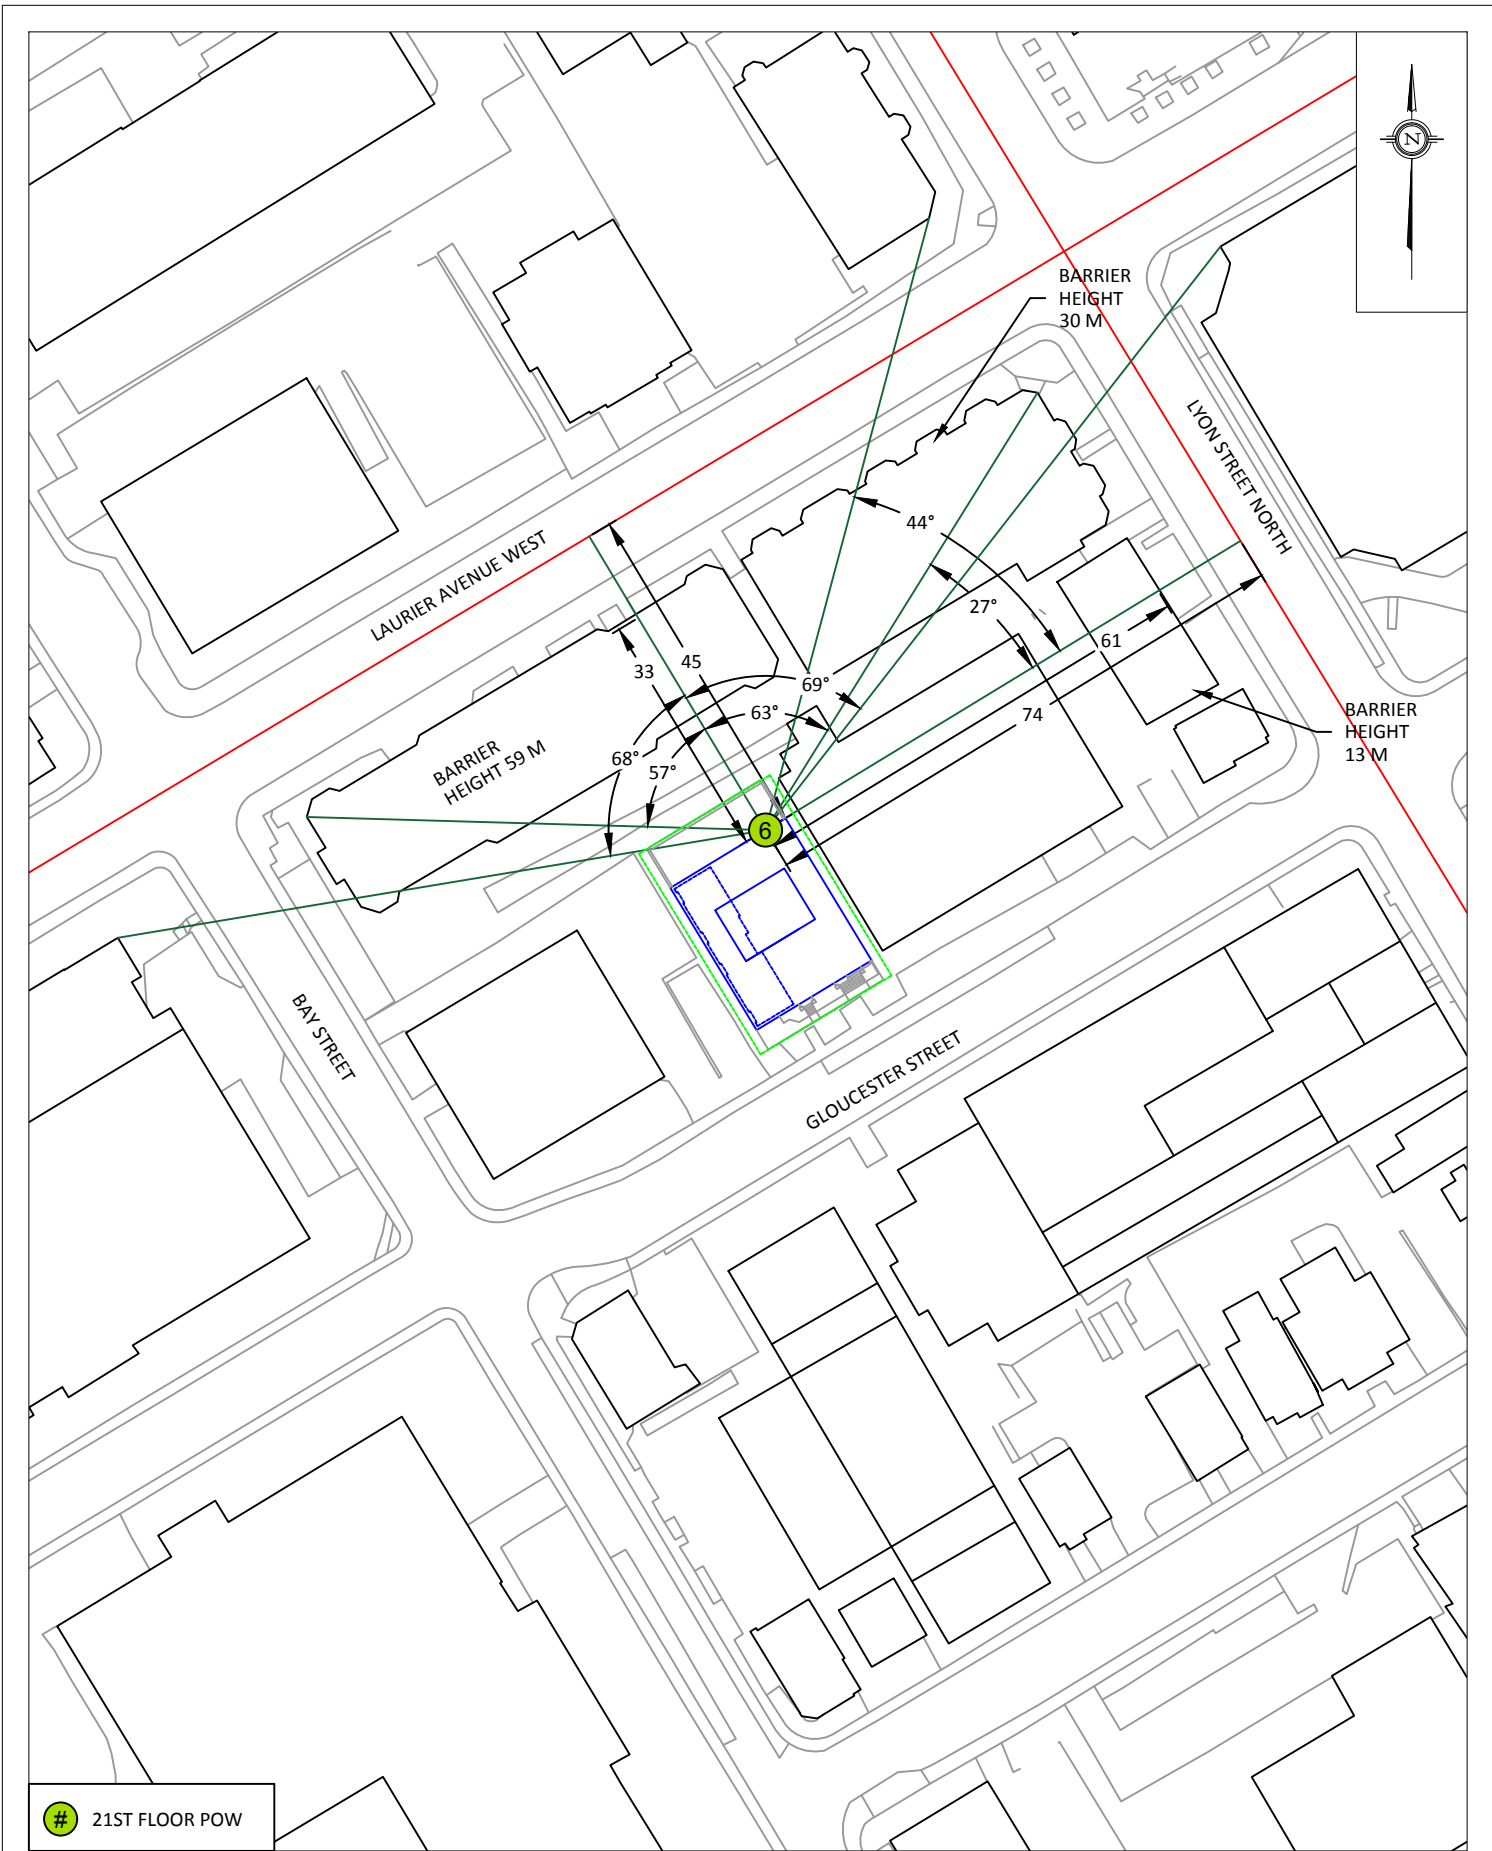 N
BARRIER
HEIGHT
30 M
LYON STREET NORTH
44°
27°
LAURIER AVENUE WEST
61
45
33
69°
74
63°
BARRIER
HEIGHT
13 M
BARRIER
HEIGHT 59 M
68°
57°
6
BAY STREET
GLOUCESTER STREET
# 21ST FLOOR POW